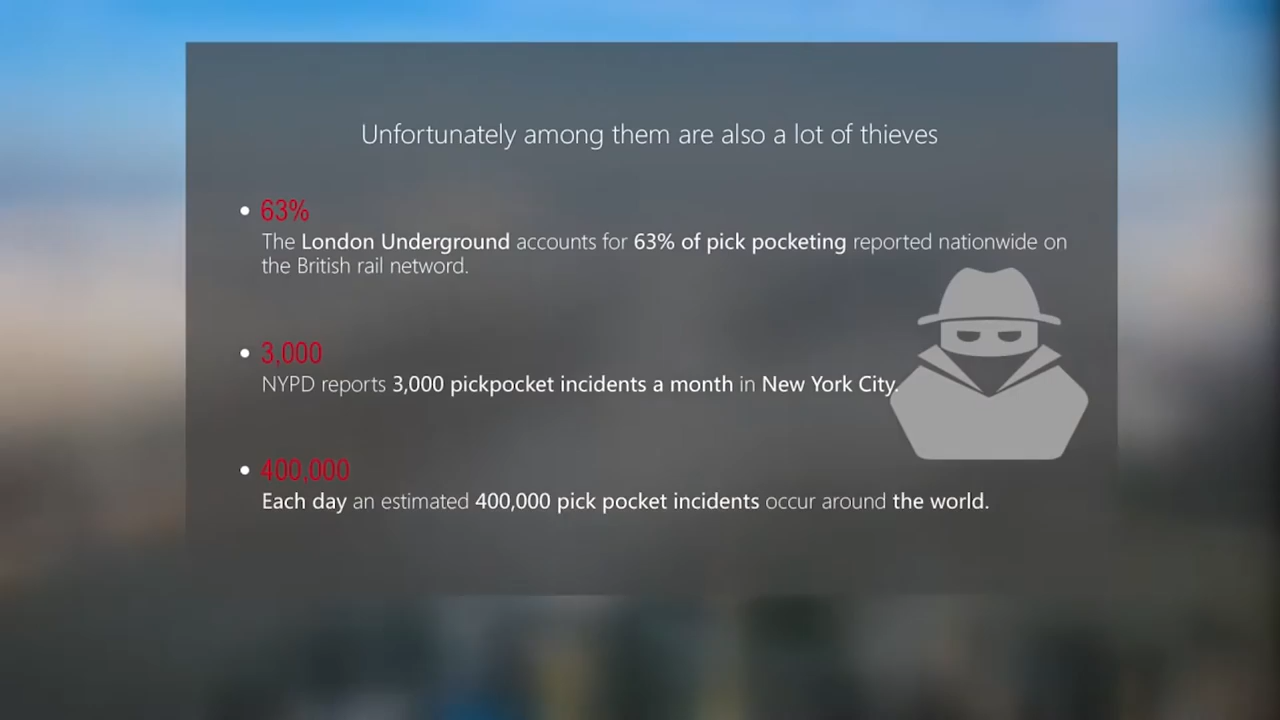 Unfortunately among them are also a lot of thieves
• 63%
The London Underground accounts for 63% of pick pocketing reported nationwide on
the British rail netword.
• 3,000
NYPD reports 3,000 pickpocket incidents a month in New York City.
• 400,000
Each day an estimated 400,000 pick pocket incidents occur around the world.